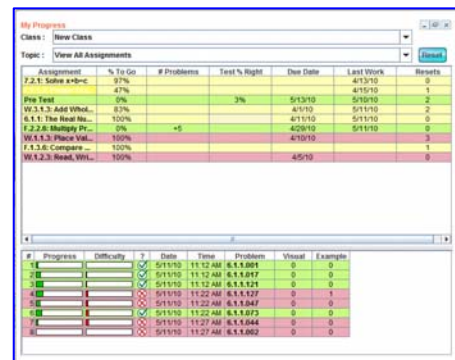 My Progress
Class : New Class
Topic : View All Assignments Reset
Assignment % To Go # Problems Test % Right Due Date Last Work Resets
7.2.1: Solve x+b=c 97% 4/13/10 0
47% 4/15/10 1
Pre Test 0% 3% 5/13/10 5/10/10 2
W.3.1.3: Add Whol... 83% 4/1/10 5/11/10 2
6.1.1: The Real Nu... 100% 4/11/10 5/11/10 0
F.2.2.6: Multiply Pr... 0% +5 4/29/10 5/11/10 0
W.1.1.3: Place Val... 100% 4/10/10 3
F.1.3.6: Compare ... 100% 1
W.1.2.3: Read, Wri... 100% 4/5/10 0
# Progress Difficulty ? Date Time Problem Visual Example
1 5/11/10 11:12 AM 6.1.1.001 0 0
2 5/11/10 11:12 AM 6.1.1.017 0 0
3 5/11/10 11:12 AM 6.1.1.121 0 0
4 5/11/10 11:22 AM 6.1.1.127 0 1
5 5/11/10 11:22 AM 6.1.1.047 0 0
6 5/11/10 11:22 AM 6.1.1.073 0 0
7 5/11/10 11:27 AM 6.1.1.044 0 0
8 5/11/10 11:27 AM 6.1.1.002 0 0